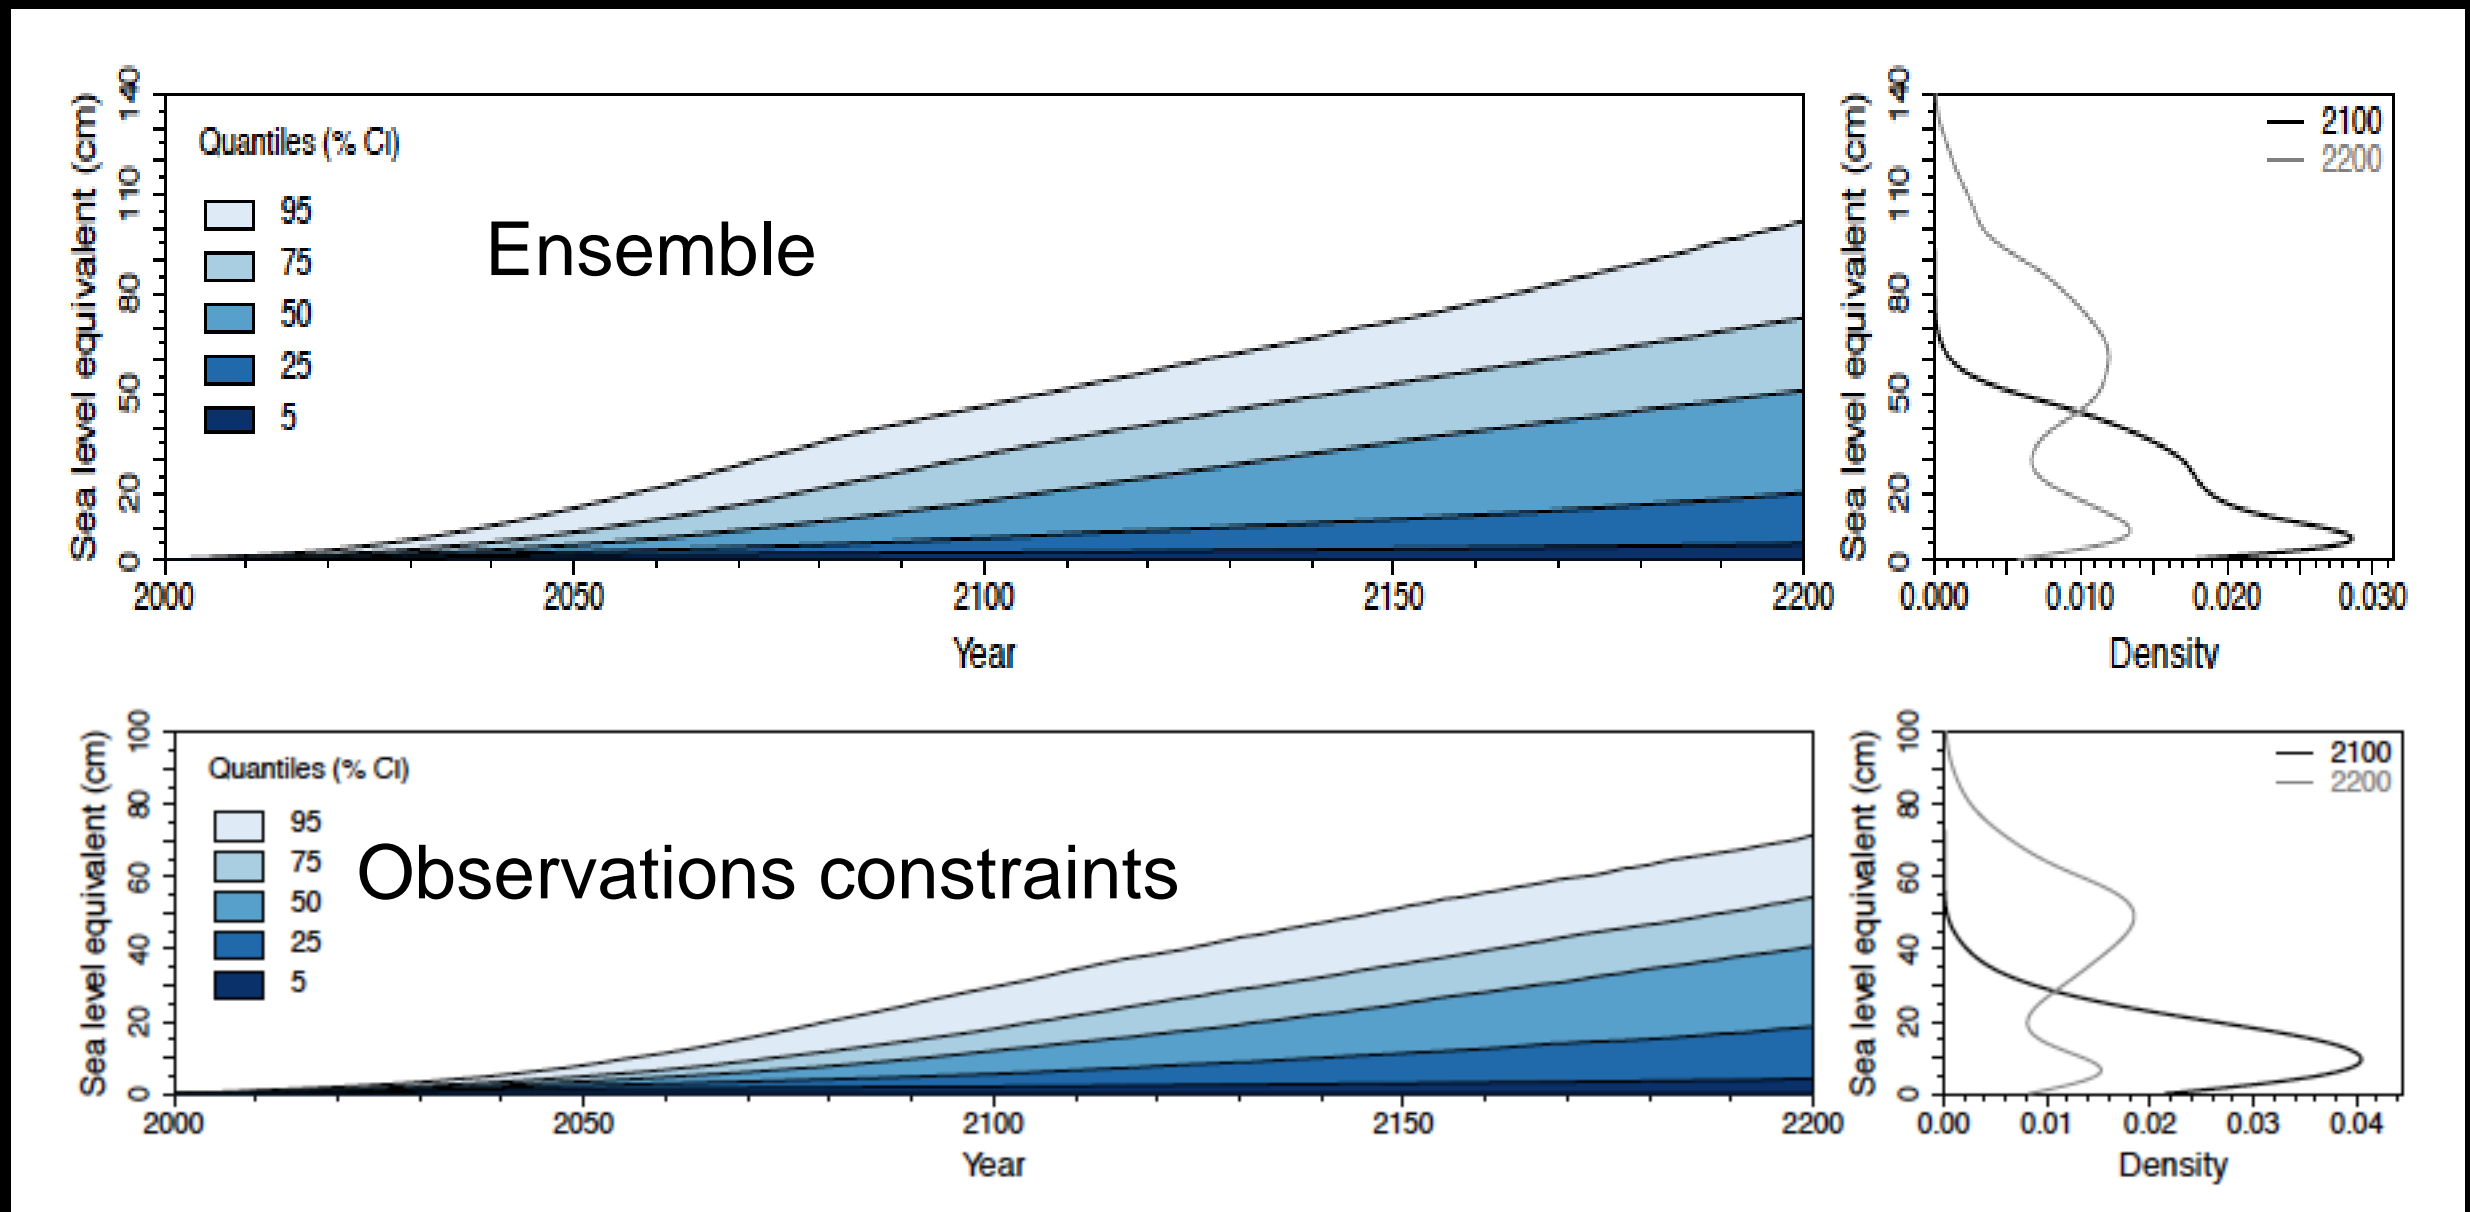 Sea level equivalent (cm)
140
110
80
50
20
0
Quantiles (% CI)
95
75
50
25
5
Ensemble
2000 2050 2100 2150 2200
Year
Sea level equivalent (cm)
140
110
80
50
20
0
2100
2200
0.000 0.010 0.020 0.030
Density
Sea level equivalent (cm)
100
80
60
40
20
0
Quantiles (% CI)
95
75
50
25
5
Observations constraints
2000 2050 2100 2150 2200
Year
Sea level equivalent (cm)
100
80
60
40
20
0
2100
2200
0.00 0.01 0.02 0.03 0.04
Density